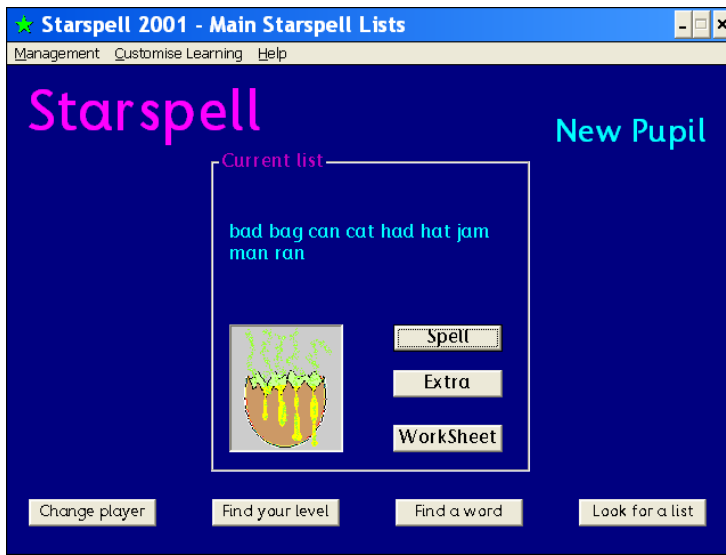 Starspell 2001 - Main Starspell Lists
Management Customise Learning Help
Starspell
New Pupil
Current list
bad bag can cat had hat jam
man ran
Spell
Extra
WorkSheet
Change player Find your level Find a word Look for a list